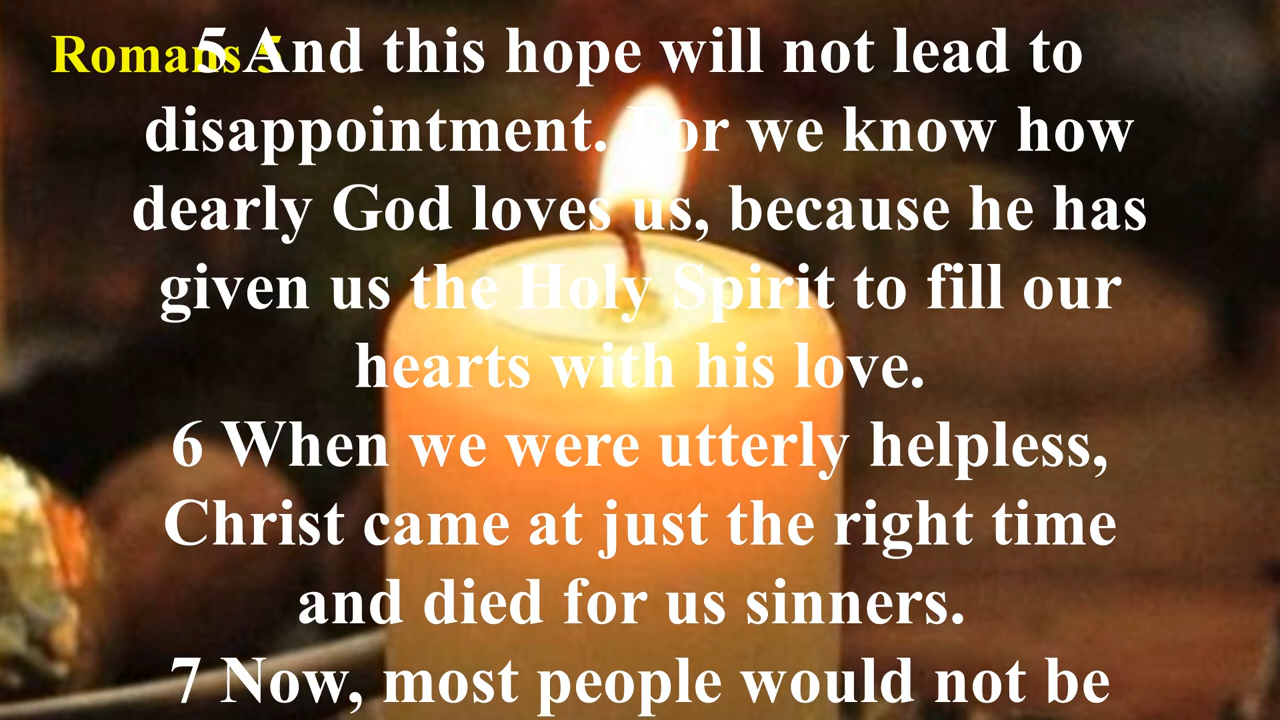 Romans 5
5 And this hope will not lead to
disappointment. For we know how
dearly God loves us, because he has
given us the Holy Spirit to fill our
hearts with his love.
6 When we were utterly helpless,
Christ came at just the right time
and died for us sinners.
7 Now, most people would not be